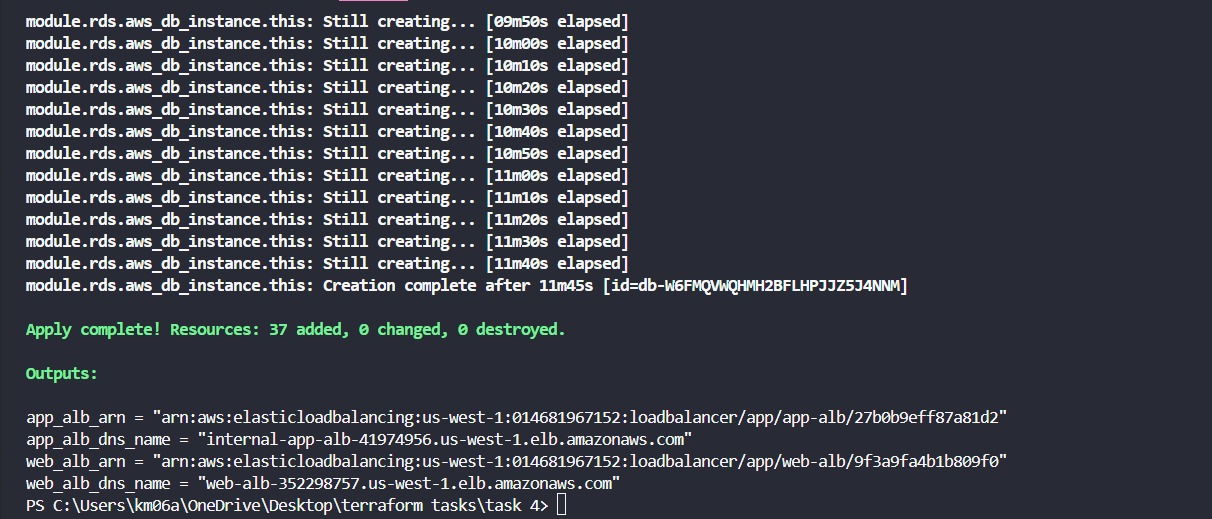 module.rds.aws_db_instance.this: Still creating... [09m50s elapsed]
module.rds.aws_db_instance.this: Still creating... [10m00s elapsed]
module.rds.aws_db_instance.this: Still creating... [10m10s elapsed]
module.rds.aws_db_instance.this: Still creating... [10m20s elapsed]
module.rds.aws_db_instance.this: Still creating... [10m30s elapsed]
module.rds.aws_db_instance.this: Still creating... [10m40s elapsed]
module.rds.aws_db_instance.this: Still creating... [10m50s elapsed]
module.rds.aws_db_instance.this: Still creating... [11m00s elapsed]
module.rds.aws_db_instance.this: Still creating... [11m10s elapsed]
module.rds.aws_db_instance.this: Still creating... [11m20s elapsed]
module.rds.aws_db_instance.this: Still creating... [11m30s elapsed]
module.rds.aws_db_instance.this: Still creating... [11m40s elapsed]
module.rds.aws_db_instance.this: Creation complete after 11m45s [id=db-W6FMQVWQHMH2BFLHPJJZ5J4NNM]
Apply complete! Resources: 37 added, 0 changed, 0 destroyed.
Outputs:
app_alb_arn = "arn:aws:elasticloadbalancing:us-west-1:014681967152:loadbalancer/app/app-alb/27b0b9eff87a81d2"
app_alb_dns_name = "internal-app-alb-41974956.us-west-1.elb.amazonaws.com"
web_alb_arn = "arn:aws:elasticloadbalancing:us-west-1:014681967152:loadbalancer/app/web-alb/9f3a9fa4b1b809f0"
web_alb_dns_name = "web-alb-352298757.us-west-1.elb.amazonaws.com"
PS C:\Users\km06a\OneDrive\Desktop\terraform tasks\task 4>